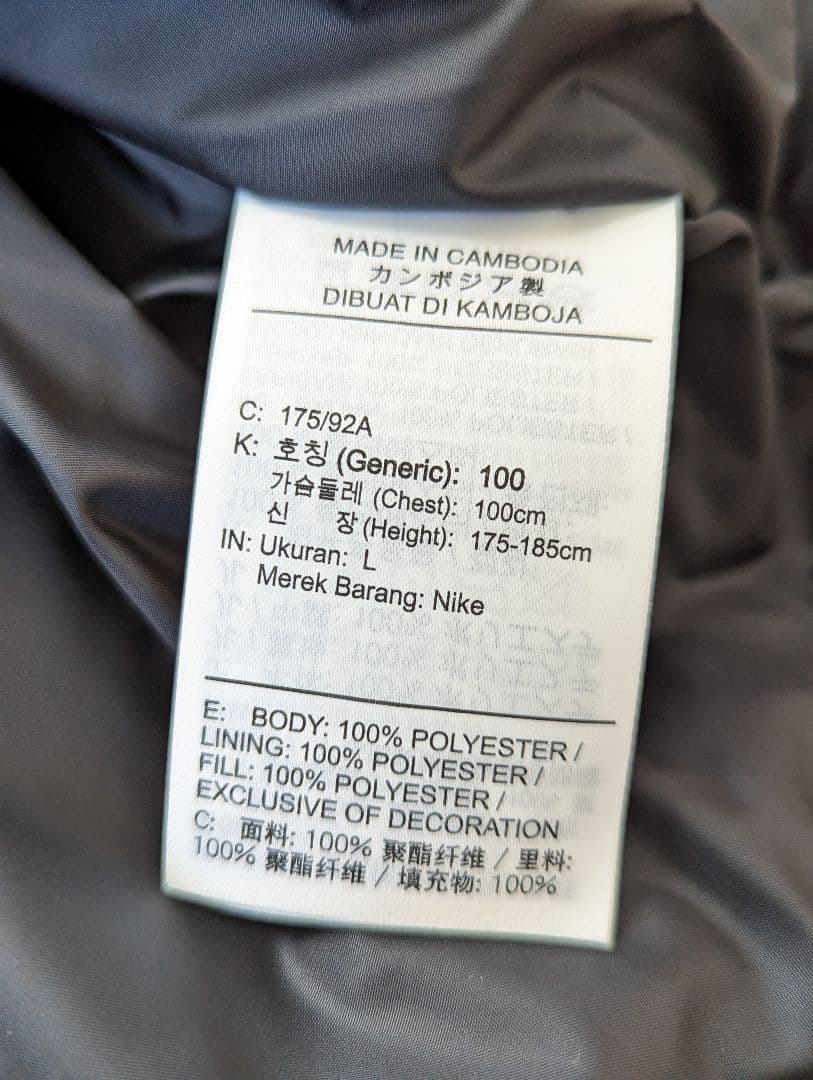 MADE IN CAMBODIA
カンボジア製
DIBUAT DI KAMBOJA
C: 175/92A
K: 호칭 (Generic): 100
가슴둘레 (Chest): 100cm
신 장 (Height): 175-185cm
IN: Ukuran: L
Merek Barang: Nike
E: BODY: 100% POLYESTER /
LINING: 100% POLYESTER /
FILL: 100% POLYESTER /
EXCLUSIVE OF DECORATION
C: 面料: 100% 聚酯纤维 / 里料:
100% 聚酯纤维 / 填充物: 100%